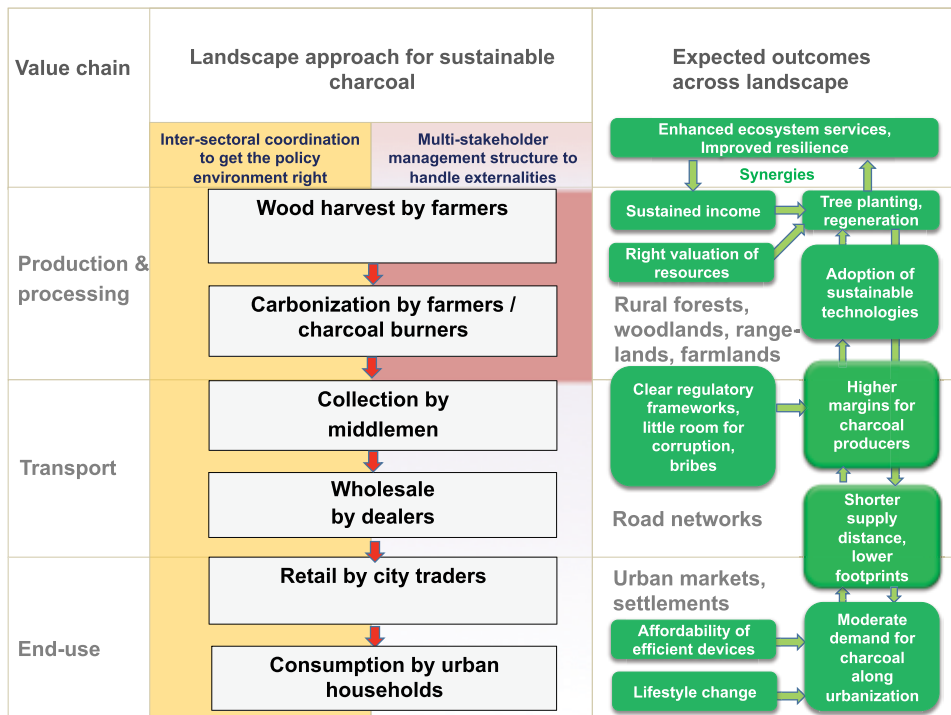 Value chain
Landscape approach for sustainable
charcoal
Expected outcomes
across landscape
Inter-sectoral coordination
to get the policy
environment right
Multi-stakeholder
management structure to
handle externalities
Enhanced ecosystem services,
Improved resilience
Synergies
Production &
processing
Wood harvest by farmers
Carbonization by farmers /
charcoal burners
Sustained income
Tree planting,
regeneration
Right valuation of
resources
Adoption of
sustainable
technologies
Rural forests,
woodlands, range-
lands, farmlands
Transport
Collection by
middlemen
Wholesale
by dealers
Clear regulatory
frameworks,
little room for
corruption,
bribes
Higher
margins for
charcoal
producers
Road networks
Shorter
supply
distance,
lower
footprints
End-use
Retail by city traders
Consumption by urban
households
Urban markets,
settlements
Affordability of
efficient devices
Lifestyle change
Moderate
demand for
charcoal
along
urbanization